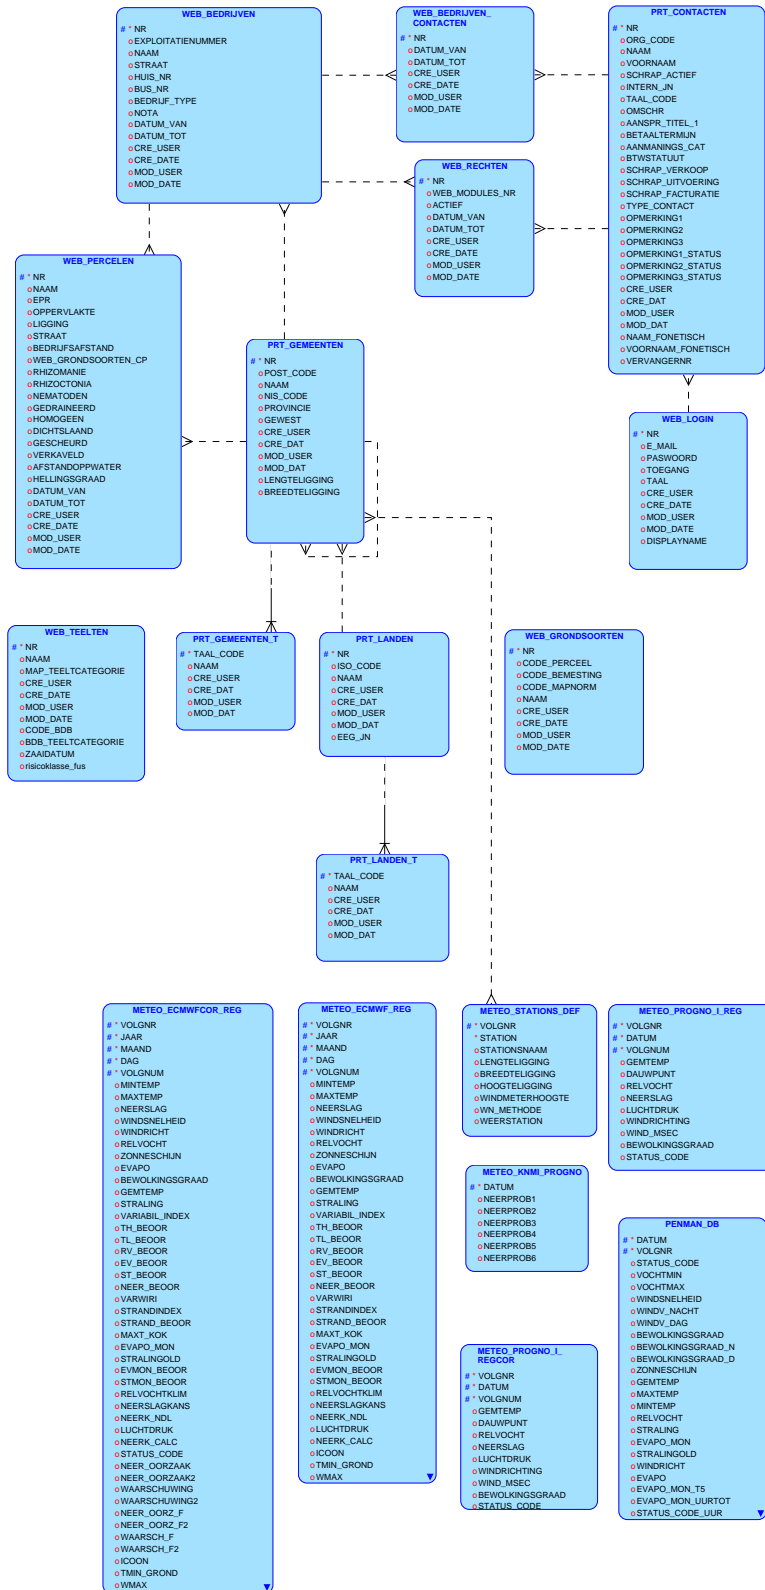 WEB_BEDRIJVEN
# * NR
o EXPLOITATIENUMMER
o NAAM
o STRAAT
o HUIS_NR
o BUS_NR
o BEDRIJF_TYPE
o NOTA
o DATUM_VAN
o DATUM_TOT
o CRE_USER
o CRE_DATE
o MOD_USER
o MOD_DATE
WEB_BEDRIJVEN_
CONTACTEN
# * NR
o DATUM_VAN
o DATUM_TOT
o CRE_USER
o CRE_DATE
o MOD_USER
o MOD_DATE
PRT_CONTACTEN
# * NR
o ORG_CODE
o NAAM
o VOORNAAM
o SCHRAP_ACTIEF
o INTERN_JN
o TAAL_CODE
o OMSCHR
o AANSPR_TITEL_1
o BETAALTERMIJN
o AANMANINGS_CAT
o BTWSTATUUT
o SCHRAP_VERKOOP
o SCHRAP_UITVOERING
o SCHRAP_FACTURATIE
o TYPE_CONTACT
o OPMERKING1
o OPMERKING2
o OPMERKING3
o OPMERKING1_STATUS
o OPMERKING2_STATUS
o OPMERKING3_STATUS
o CRE_USER
o CRE_DAT
o MOD_USER
o MOD_DAT
o NAAM_FONETISCH
o VOORNAAM_FONETISCH
o VERVANGERNR
WEB_RECHTEN
# * NR
o WEB_MODULES_NR
o ACTIEF
o DATUM_VAN
o DATUM_TOT
o CRE_USER
o CRE_DATE
o MOD_USER
o MOD_DATE
WEB_PERCELEN
# * NR
o NAAM
o EPR
o OPPERVLAKTE
o LIGGING
o STRAAT
o BEDRIJFSAFSTAND
o WEB_GRONDSOORTEN_CP
o RHIZOMANIE
o RHIZOCTONIA
o NEMATODEN
o GEDRAINEERD
o HOMOGEEN
o DICHTSLAAND
o GESCHEURD
o VERKAVELD
o AFSTANDOPPWATER
o HELLINGSGRAAD
o DATUM_VAN
o DATUM_TOT
o CRE_USER
o CRE_DATE
o MOD_USER
o MOD_DATE
PRT_GEMEENTEN
# * NR
o POST_CODE
o NAAM
o NIS_CODE
o PROVINCIE
o GEWEST
o CRE_USER
o CRE_DAT
o MOD_USER
o MOD_DAT
o LENGTELIGGING
o BREEDTELIGGING
WEB_LOGIN
# * NR
o E_MAIL
o PASWOORD
o TOEGANG
o TAAL
o CRE_USER
o CRE_DATE
o MOD_USER
o MOD_DATE
o DISPLAYNAME
WEB_TEELTEN
# * NR
o NAAM
o MAP_TEELTCATEGORIE
o CRE_USER
o CRE_DATE
o MOD_USER
o MOD_DATE
o CODE_BDB
o BDB_TEELTCATEGORIE
o ZAAIDATUM
o risicoklasse_fus
PRT_GEMEENTEN_T
# * TAAL_CODE
o NAAM
o CRE_USER
o CRE_DAT
o MOD_USER
o MOD_DAT
PRT_LANDEN
# * NR
o ISO_CODE
o NAAM
o CRE_USER
o CRE_DAT
o MOD_USER
o MOD_DAT
o EEG_JN
WEB_GRONDSOORTEN
# * NR
o CODE_PERCEEL
o CODE_BEMESTING
o CODE_MAPNORM
o NAAM
o CRE_USER
o CRE_DATE
o MOD_USER
o MOD_DATE
PRT_LANDEN_T
# * TAAL_CODE
o NAAM
o CRE_USER
o CRE_DAT
o MOD_USER
o MOD_DAT
METEO_ECMWFCOR_REG
# * VOLGNR
# * JAAR
# * MAAND
# * DAG
# * VOLGNUM
o MINTEMP
o MAXTEMP
o NEERSLAG
o WINDSNELHEID
o WINDRICHT
o RELVOCHT
o ZONNESCHIJN
o EVAPO
o BEWOLKINGSGRAAD
o GEMTEMP
o STRALING
o VARIABIL_INDEX
o TH_BEOOR
o TL_BEOOR
o RV_BEOOR
o EV_BEOOR
o ST_BEOOR
o NEER_BEOOR
o VARWIRI
o STRANDINDEX
o STRAND_BEOOR
o MAXT_KOK
o EVAPO_MON
o STRALINGOLD
o EVMON_BEOOR
o STMON_BEOOR
o RELVOCHTKLIM
o NEERSLAGKANS
o NEERK_NDL
o LUCHTDRUK
o NEERK_CALC
o STATUS_CODE
o NEER_OORZAAK
o NEER_OORZAAK2
o WAARSCHUWING
o WAARSCHUWING2
o NEER_OORZ_F
o NEER_OORZ_F2
o WAARSCH_F
o WAARSCH_F2
o ICOON
o TMIN_GROND
o WMAX
METEO_ECMWF_REG
# * VOLGNR
# * JAAR
# * MAAND
# * DAG
# * VOLGNUM
o MINTEMP
o MAXTEMP
o NEERSLAG
o WINDSNELHEID
o WINDRICHT
o RELVOCHT
o ZONNESCHIJN
o EVAPO
o BEWOLKINGSGRAAD
o GEMTEMP
o STRALING
o VARIABIL_INDEX
o TH_BEOOR
o TL_BEOOR
o RV_BEOOR
o EV_BEOOR
o ST_BEOOR
o NEER_BEOOR
o VARWIRI
o STRANDINDEX
o STRAND_BEOOR
o MAXT_KOK
o EVAPO_MON
o STRALINGOLD
o EVMON_BEOOR
o STMON_BEOOR
o RELVOCHTKLIM
o NEERSLAGKANS
o NEERK_NDL
o LUCHTDRUK
o NEERK_CALC
o ICOON
o TMIN_GROND
o WMAX
METEO_STATIONS_DEF
# * VOLGNR
* STATION
o STATIONSNAAM
o LENGTELIGGING
o BREEDTELIGGING
o HOOGTELIGGING
o WINDMETERHOOGTE
o WN_METHODE
o WEERSTATION
METEO_PROGNO_I_REG
# * VOLGNR
# * DATUM
# * VOLGNUM
o GEMTEMP
o DAUWPUNT
o RELVOCHT
o NEERSLAG
o LUCHTDRUK
o WINDRICHTING
o WIND_MSEC
o BEWOLKINGSGRAAD
o STATUS_CODE
METEO_KNMI_PROGNO
# * DATUM
o NEERPROB1
o NEERPROB2
o NEERPROB3
o NEERPROB4
o NEERPROB5
o NEERPROB6
PENMAN_DB
# * DATUM
# * VOLGNR
o STATUS_CODE
o VOCHTMIN
o VOCHTMAX
o WINDSNELHEID
o WINDV_NACHT
o WINDV_DAG
o BEWOLKINGSGRAAD
o BEWOLKINGSGRAAD_N
o BEWOLKINGSGRAAD_D
o ZONNESCHIJN
o GEMTEMP
o MAXTEMP
o MINTEMP
o RELVOCHT
o STRALING
o EVAPO_MON
o STRALINGOLD
o WINDRICHT
o EVAPO
o EVAPO_MON_T5
o EVAPO_MON_UURTOT
o STATUS_CODE_UUR
METEO_PROGNO_I_
REGCOR
# * VOLGNR
# * DATUM
# * VOLGNUM
o GEMTEMP
o DAUWPUNT
o RELVOCHT
o NEERSLAG
o LUCHTDRUK
o WINDRICHTING
o WIND_MSEC
o BEWOLKINGSGRAAD
o STATUS_CODE